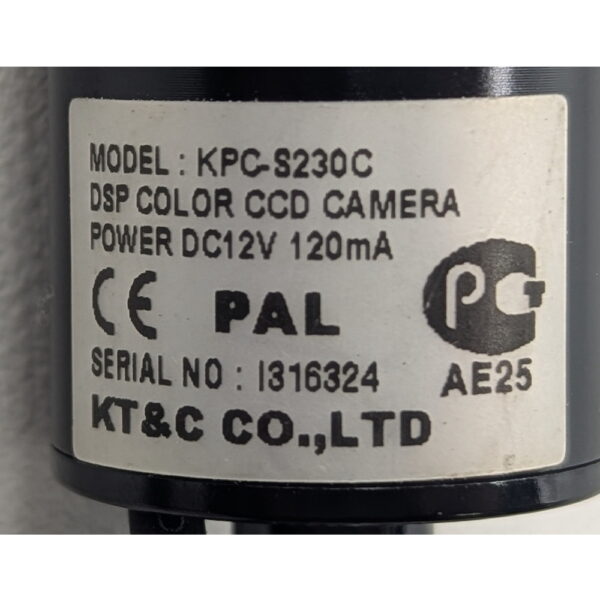 MODEL : KPC-S230C
DSP COLOR CCD CAMERA
POWER DC12V 120mA
CE PAL
PG
SERIAL NO : I316324
AE25
KT&C CO.,LTD